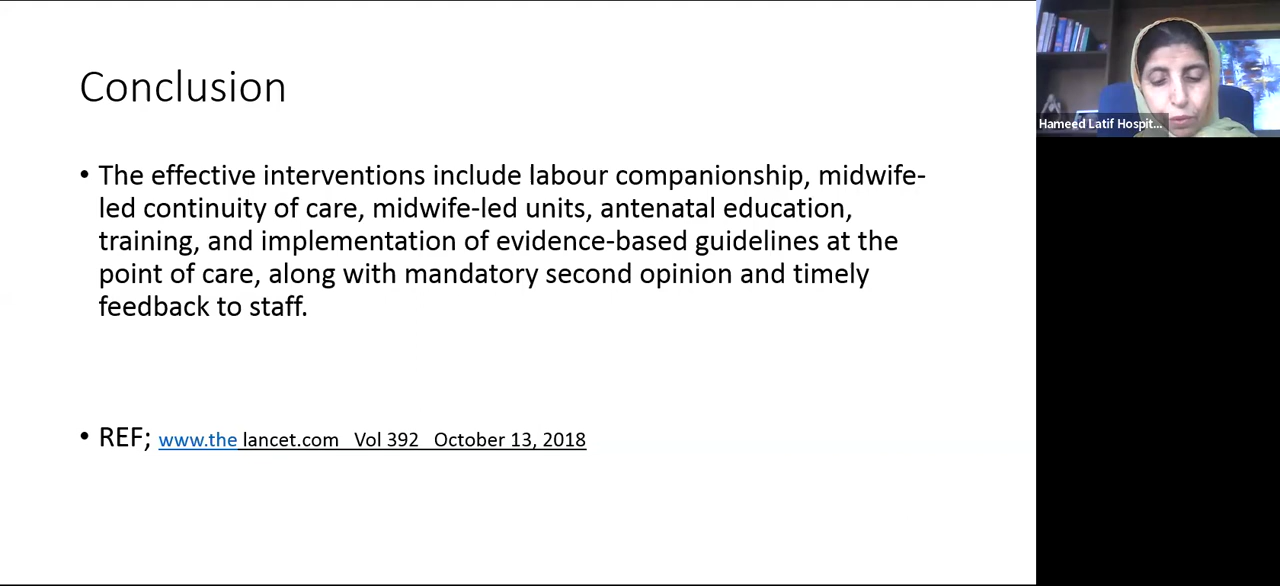 Conclusion
• The effective interventions include labour companionship, midwife-
led continuity of care, midwife-led units, antenatal education,
training, and implementation of evidence-based guidelines at the
point of care, along with mandatory second opinion and timely
feedback to staff.
• REF; www.the lancet.com Vol 392 October 13, 2018
Hameed Latif Hospit...